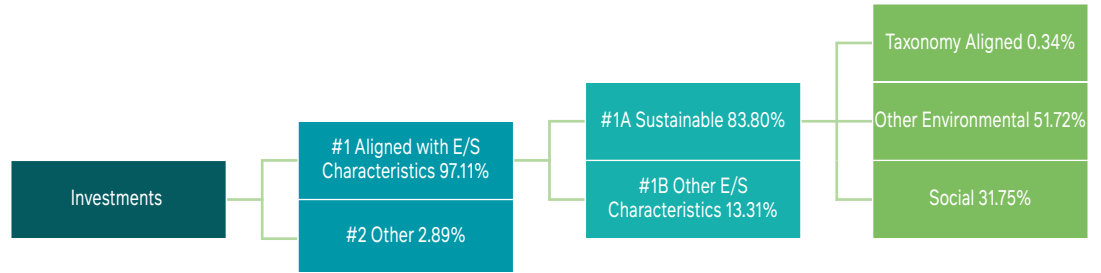 Investments
#1 Aligned with E/S
Characteristics 97.11%
#2 Other 2.89%
#1A Sustainable 83.80%
#1B Other E/S
Characteristics 13.31%
Taxonomy Aligned 0.34%
Other Environmental 51.72%
Social 31.75%